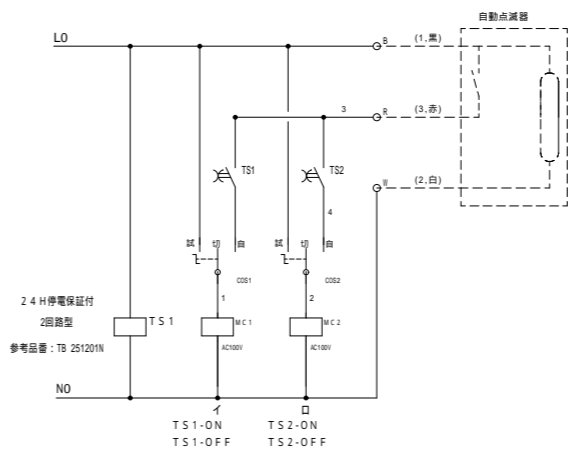 自動点滅器
L0
B
(1,黒)
3
R
(3,赤)
TS1
TS2
W
(2,白)
4
試 切 自
試 切 自
COS1
COS2
24H停電保証付
2回路型
参考品番：TB 251201N
TS1
1
MC1
AC100V
2
MC2
AC100V
N0
イ
TS1-ON
TS1-OFF
ロ
TS2-ON
TS2-OFF